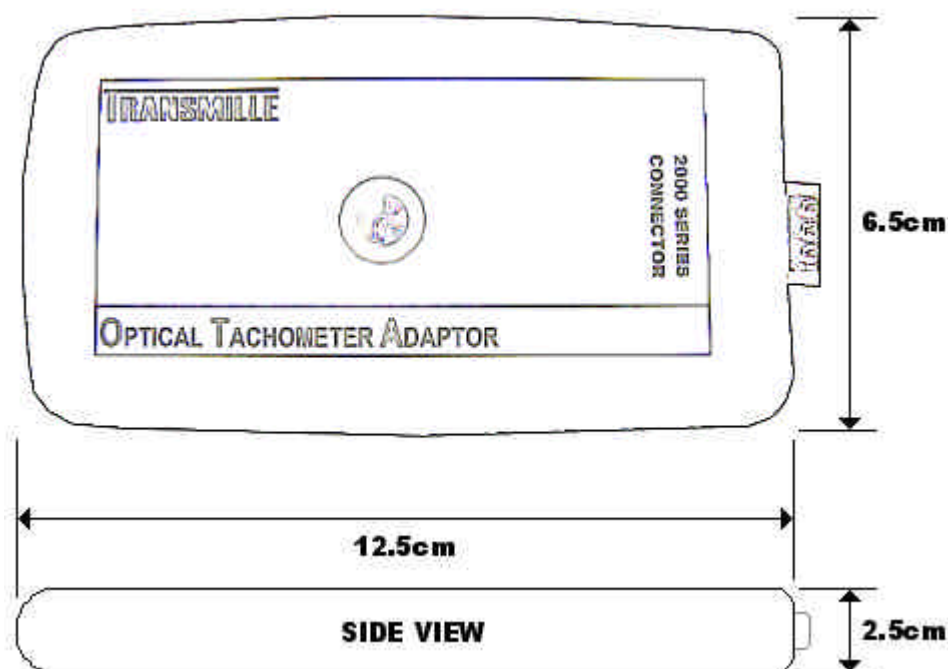 TRANSMILLE
2000 SERIES
CONNECTOR
OPTICAL TACHOMETER ADAPTOR
6.5cm
12.5cm
SIDE VIEW
2.5cm